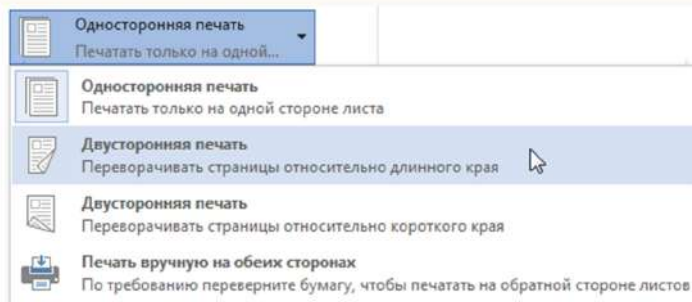 Односторонняя печать
Печатать только на одной...
Односторонняя печать
Печатать только на одной стороне листа
Двусторонняя печать
Переворачивать страницы относительно длинного края
Двусторонняя печать
Переворачивать страницы относительно короткого края
Печать вручную на обеих сторонах
По требованию переверните бумагу, чтобы печатать на обратной стороне листов